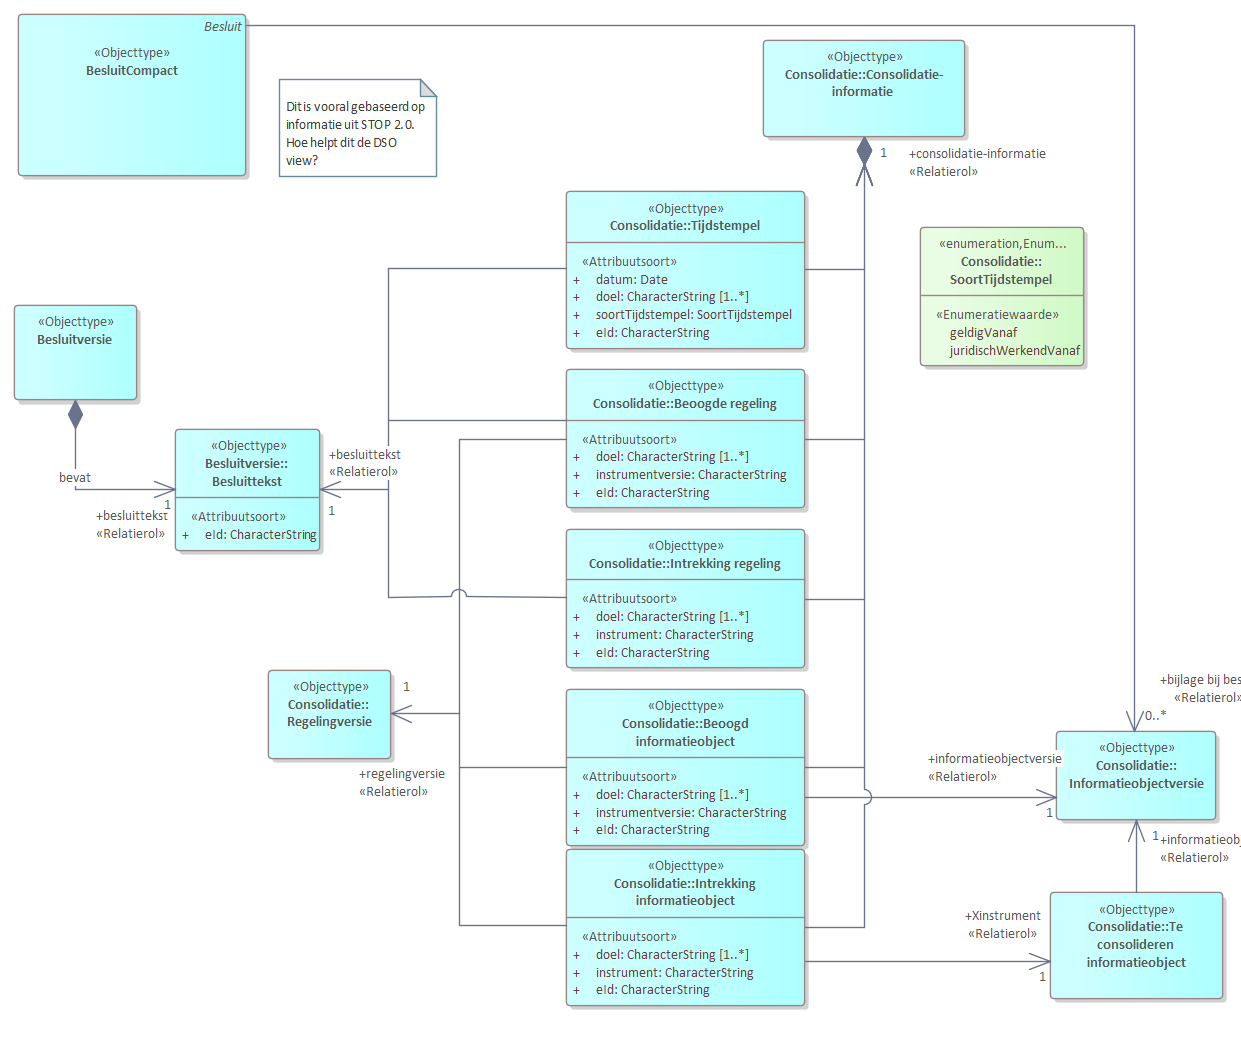 Besluit
«Objecttype»
BesluitCompact
Dit is vooral gebaseerd op
informatie uit STOP 2.0.
Hoe helpt dit de DSO
view?
«Objecttype»
Consolidatie::Consolidatie-
informatie
1
+consolidatie-informatie
«Relatierol»
«Objecttype»
Consolidatie::Tijdstempel
«Attribuutsoort»
+ datum: Date
+ doel: CharacterString [1..*]
+ soortTijdstempel: SoortTijdstempel
+ eId: CharacterString
«enumeration,Enum...
Consolidatie::
SoortTijdstempel
«Enumeratiewaarde»
geldigVanaf
juridischWerkendVanaf
«Objecttype»
Besluitversie
bevat
+besluittekst
«Relatierol»
1
«Objecttype»
Besluitversie::
Besluittekst
«Attribuutsoort»
+ eId: CharacterString
+besluittekst
«Relatierol»
1
«Objecttype»
Consolidatie::Beoogde regeling
«Attribuutsoort»
+ doel: CharacterString [1..*]
+ instrumentversie: CharacterString
+ eId: CharacterString
«Objecttype»
Consolidatie::Intrekking regeling
«Attribuutsoort»
+ doel: CharacterString [1..*]
+ instrument: CharacterString
+ eId: CharacterString
«Objecttype»
Consolidatie::
Regelingversie
1
+regelingversie
«Relatierol»
«Objecttype»
Consolidatie::Beoogd
informatieobject
«Attribuutsoort»
+ doel: CharacterString [1..*]
+ instrumentversie: CharacterString
+ eId: CharacterString
+bijlage bij bes
«Relatierol»
0..*
+informatieobjectversie
«Relatierol»
1
«Objecttype»
Consolidatie::
Informatieobjectversie
1
+informatieobj
«Relatierol»
«Objecttype»
Consolidatie::Intrekking
informatieobject
«Attribuutsoort»
+ doel: CharacterString [1..*]
+ instrument: CharacterString
+ eId: CharacterString
+Xinstrument
«Relatierol»
1
«Objecttype»
Consolidatie::Te
consolideren
informatieobject